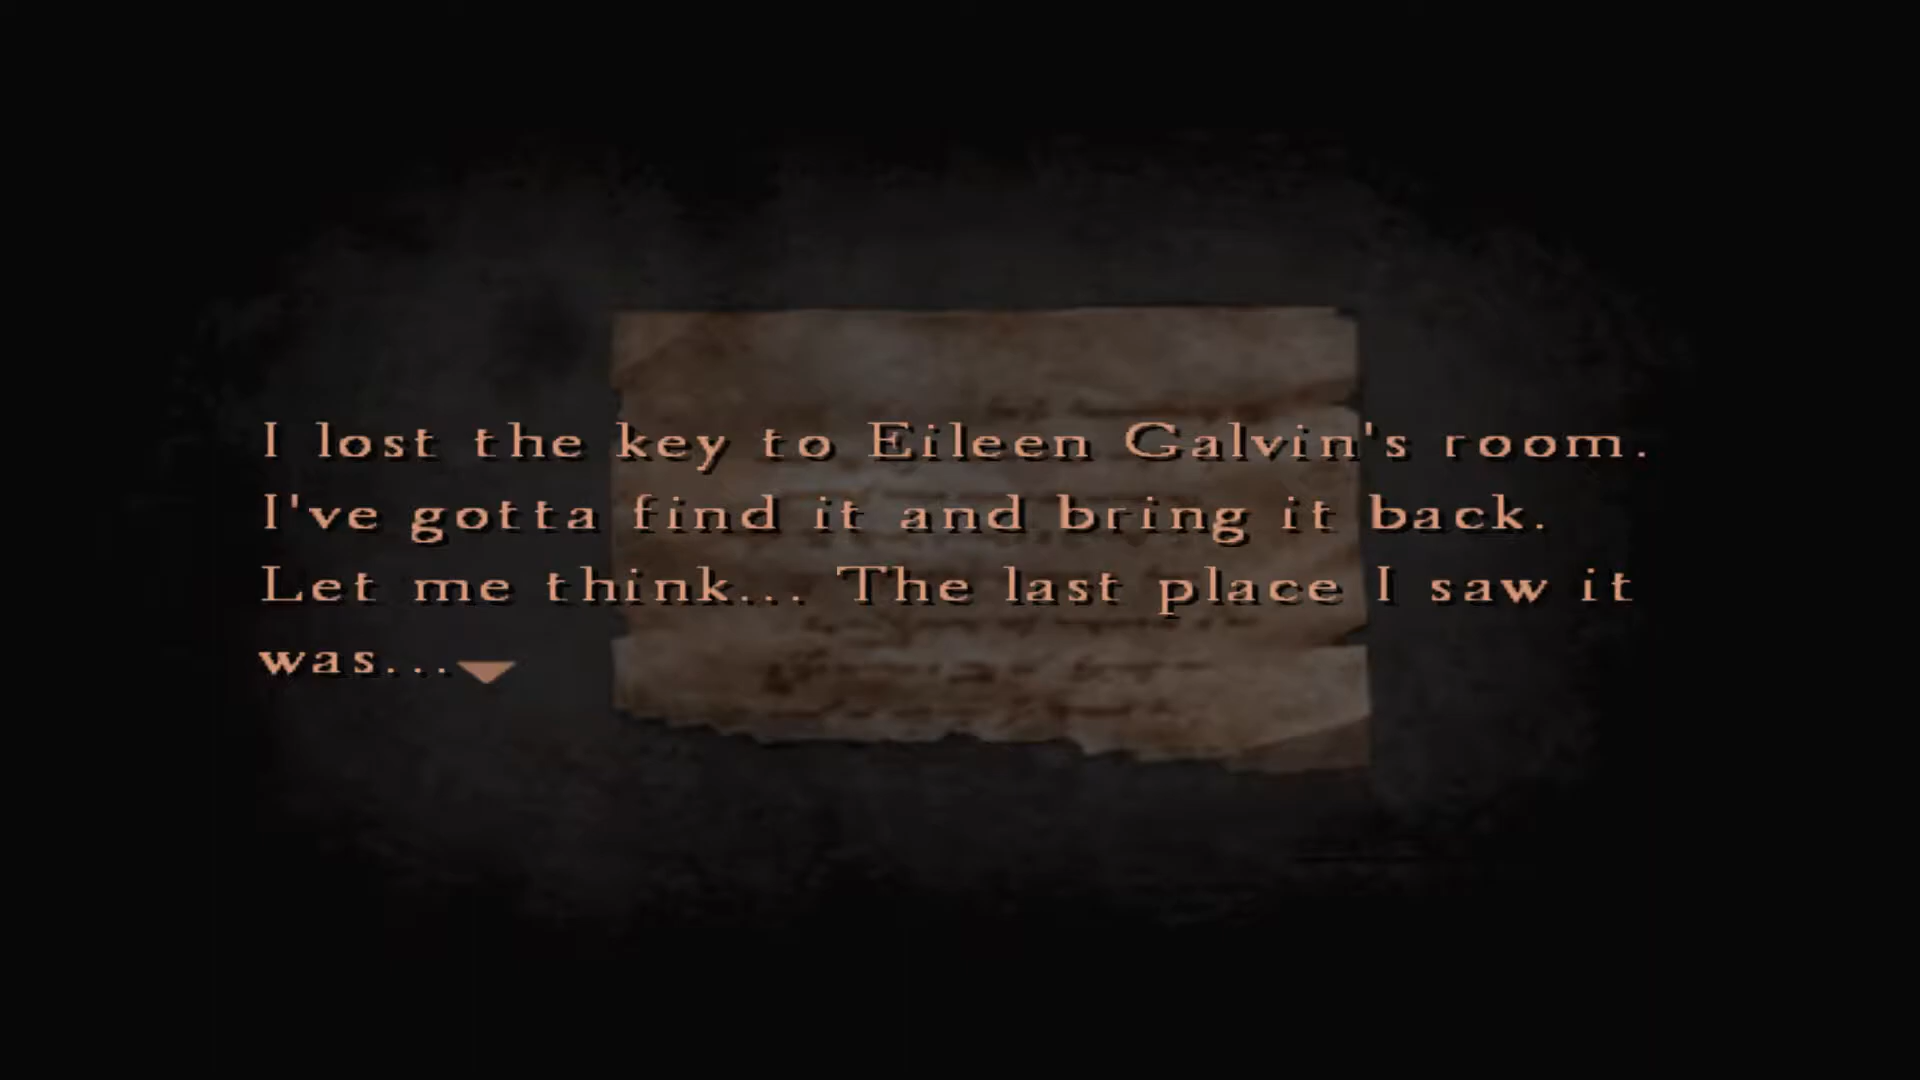 I lost the key to Eileen Galvin's room.
I've gotta find it and bring it back.
Let me think... The last place I saw it
was...